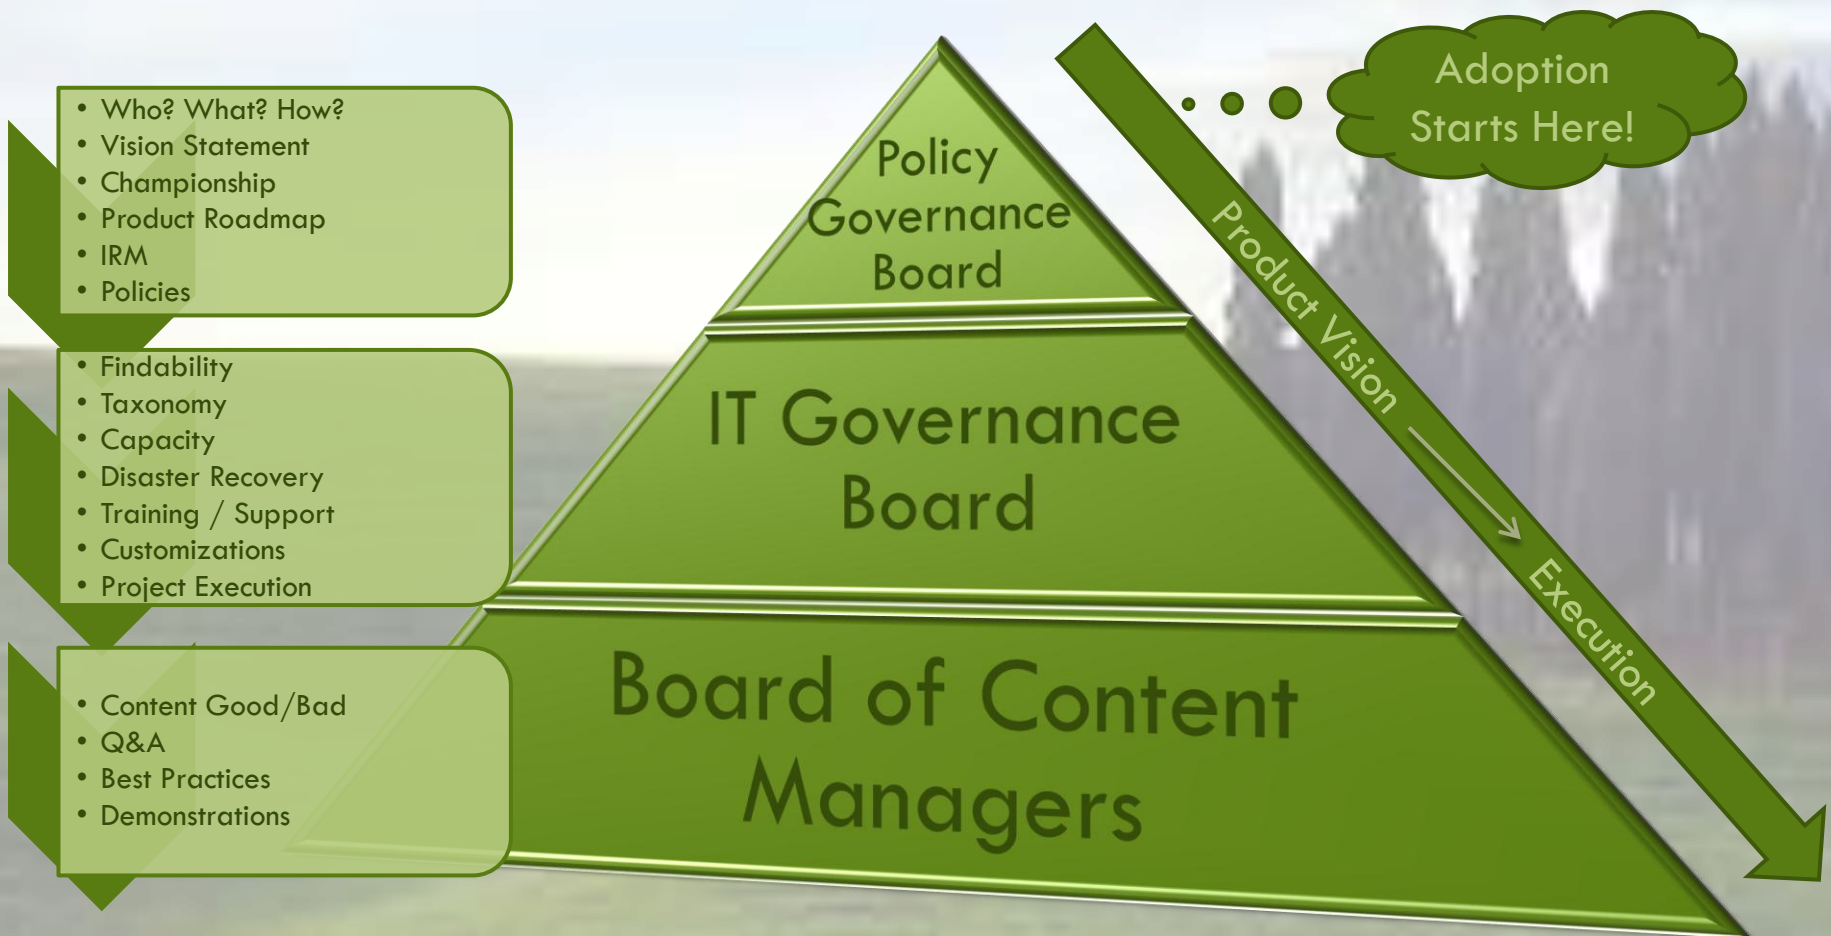 • Who? What? How?
• Vision Statement
• Championship
• Product Roadmap
• IRM
• Policies
• Findability
• Taxonomy
• Capacity
• Disaster Recovery
• Training / Support
• Customizations
• Project Execution
• Content Good/Bad
• Q&A
• Best Practices
• Demonstrations
Policy
Governance
Board
IT Governance
Board
Board of Content
Managers
Adoption
Starts Here!
Product Vision → Execution